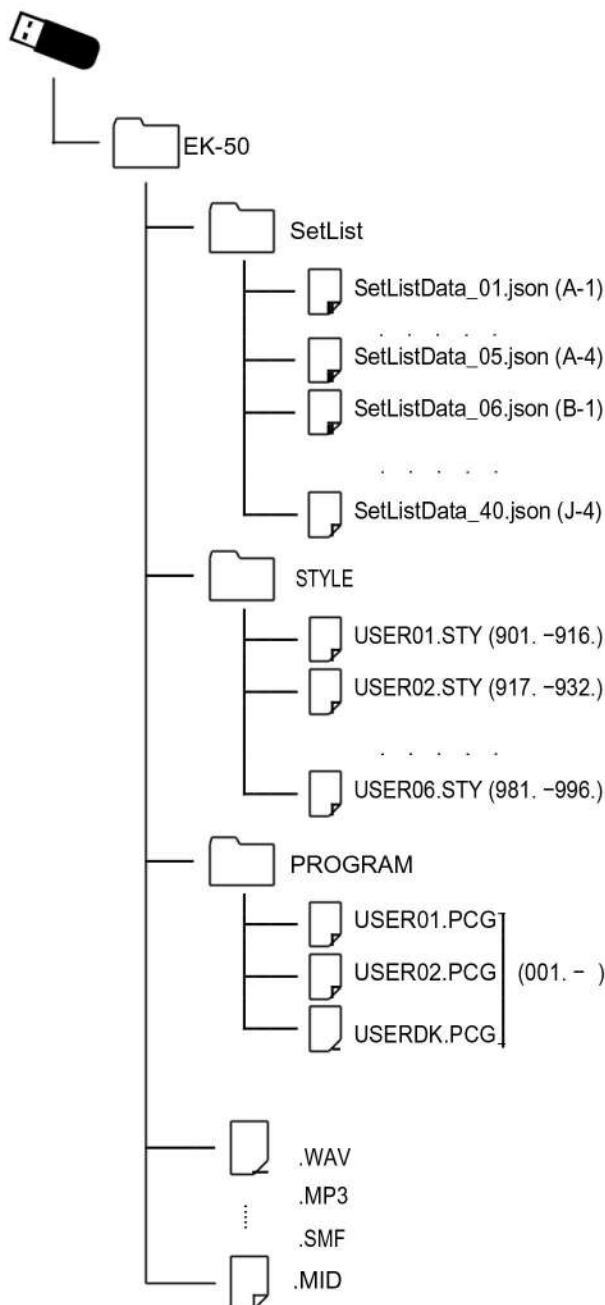 EK-50
SetList
SetListData_01.json (A-1)
. . . . .
SetListData_05.json (A-4)
SetListData_06.json (B-1)
. . . . .
SetListData_40.json (J-4)
STYLE
USER01.STY (901. −916.)
USER02.STY (917. −932.)
. . . . .
USER06.STY (981. −996.)
PROGRAM
USER01.PCG
USER02.PCG (001. − )
USERDK.PCG
.WAV
.MP3
.SMF
.MID